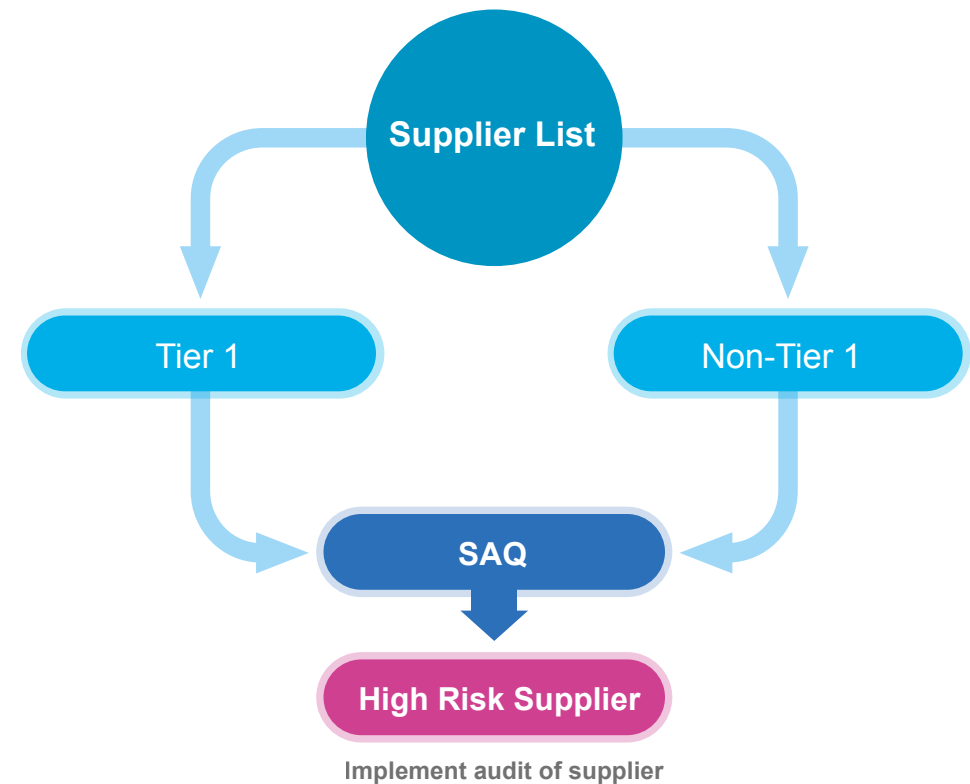 Supplier List
Tier 1
Non-Tier 1
SAQ
High Risk Supplier
Implement audit of supplier